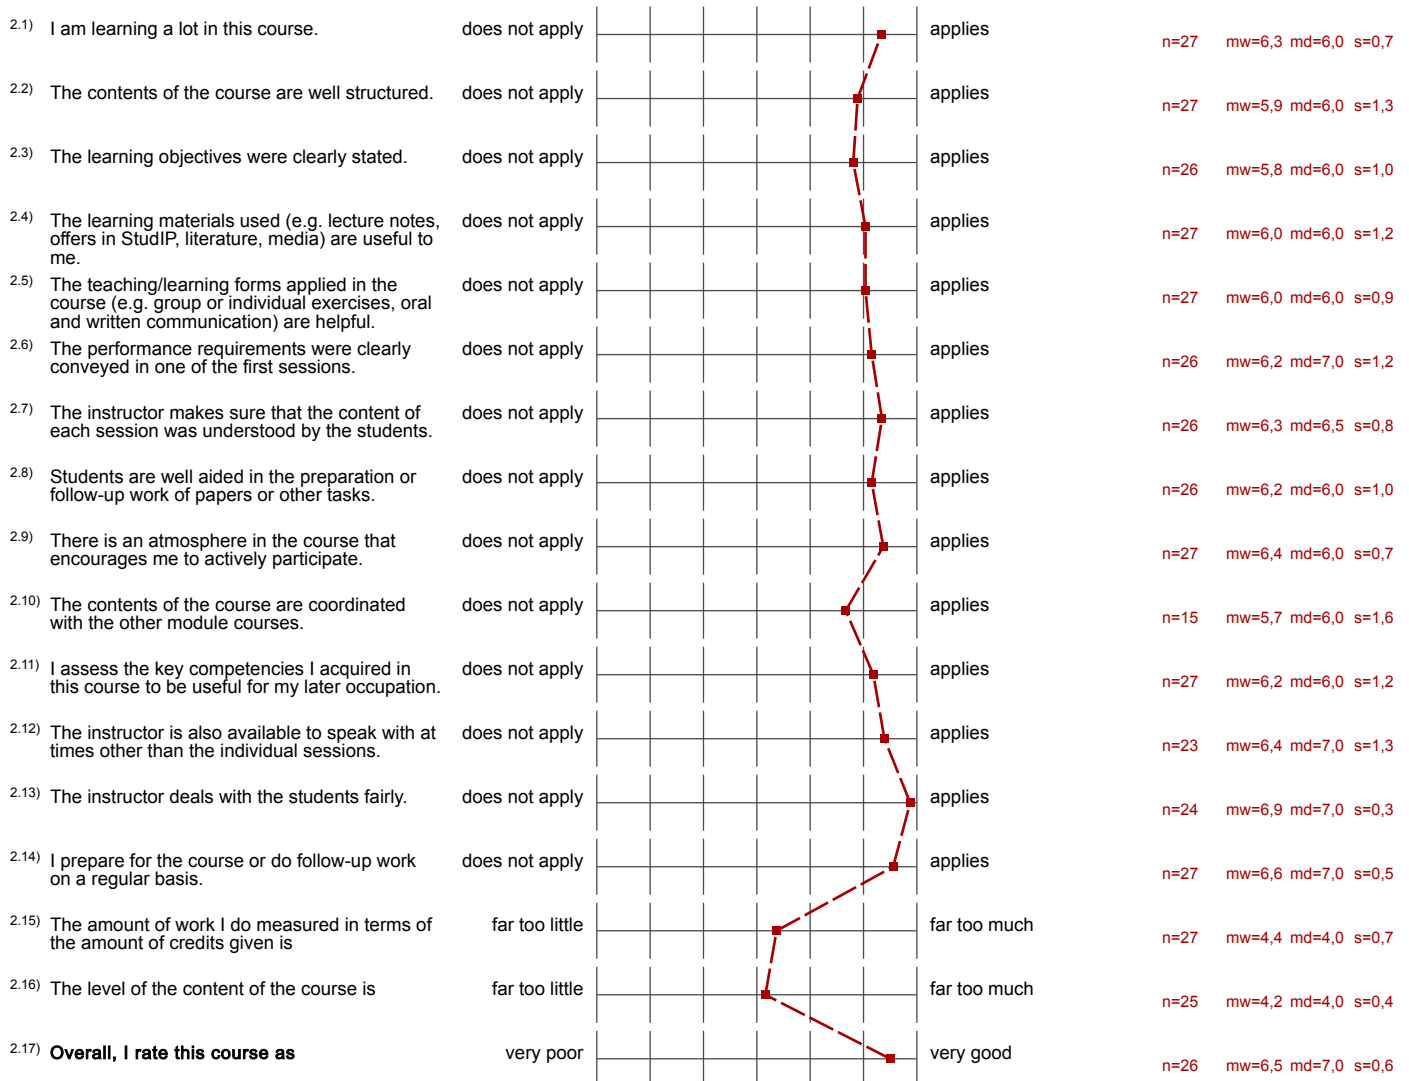 2.1) I am learning a lot in this course. does not apply applies n=27 mw=6,3 md=6,0 s=0,7
2.2) The contents of the course are well structured. does not apply applies n=27 mw=5,9 md=6,0 s=1,3
2.3) The learning objectives were clearly stated. does not apply applies n=26 mw=5,8 md=6,0 s=1,0
2.4) The learning materials used (e.g. lecture notes, does not apply applies n=27 mw=6,0 md=6,0 s=1,2
offers in StudIP, literature, media) are useful to
me.
2.5) The teaching/learning forms applied in the does not apply applies n=27 mw=6,0 md=6,0 s=0,9
course (e.g. group or individual exercises, oral
and written communication) are helpful.
2.6) The performance requirements were clearly does not apply applies n=26 mw=6,2 md=7,0 s=1,2
conveyed in one of the first sessions.
2.7) The instructor makes sure that the content of does not apply applies n=26 mw=6,3 md=6,5 s=0,8
each session was understood by the students.
2.8) Students are well aided in the preparation or does not apply applies n=26 mw=6,2 md=6,0 s=1,0
follow-up work of papers or other tasks.
2.9) There is an atmosphere in the course that does not apply applies n=27 mw=6,4 md=6,0 s=0,7
encourages me to actively participate.
2.10) The contents of the course are coordinated does not apply applies n=15 mw=5,7 md=6,0 s=1,6
with the other module courses.
2.11) I assess the key competencies I acquired in does not apply applies n=27 mw=6,2 md=6,0 s=1,2
this course to be useful for my later occupation.
2.12) The instructor is also available to speak with at does not apply applies n=23 mw=6,4 md=7,0 s=1,3
times other than the individual sessions.
2.13) The instructor deals with the students fairly. does not apply applies n=24 mw=6,9 md=7,0 s=0,3
2.14) I prepare for the course or do follow-up work does not apply applies n=27 mw=6,6 md=7,0 s=0,5
on a regular basis.
2.15) The amount of work I do measured in terms of far too little far too much n=27 mw=4,4 md=4,0 s=0,7
the amount of credits given is
2.16) The level of the content of the course is far too little far too much n=25 mw=4,2 md=4,0 s=0,4
2.17) Overall, I rate this course as very poor very good n=26 mw=6,5 md=7,0 s=0,6